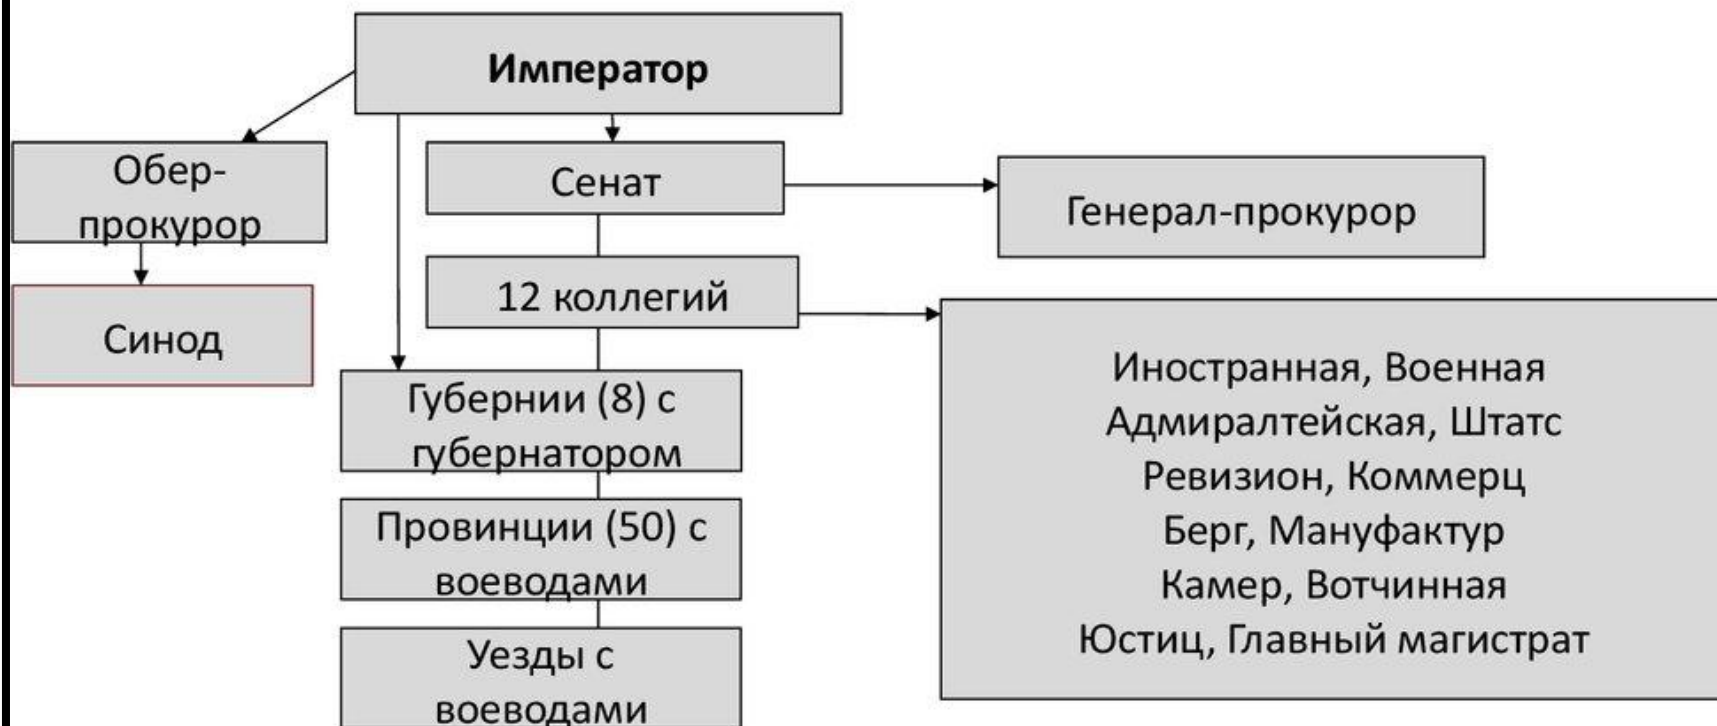 Император
Обер-
прокурор
Сенат
Генерал-прокурор
12 коллегий
Синод
Иностранная, Военная
Адмиралтейская, Штатс
Ревизион, Коммерц
Берг, Мануфактур
Камер, Вотчинная
Юстиц, Главный магистрат
Губернии (8) с
губернатором
Провинции (50) с
воеводами
Уезды с
воеводами